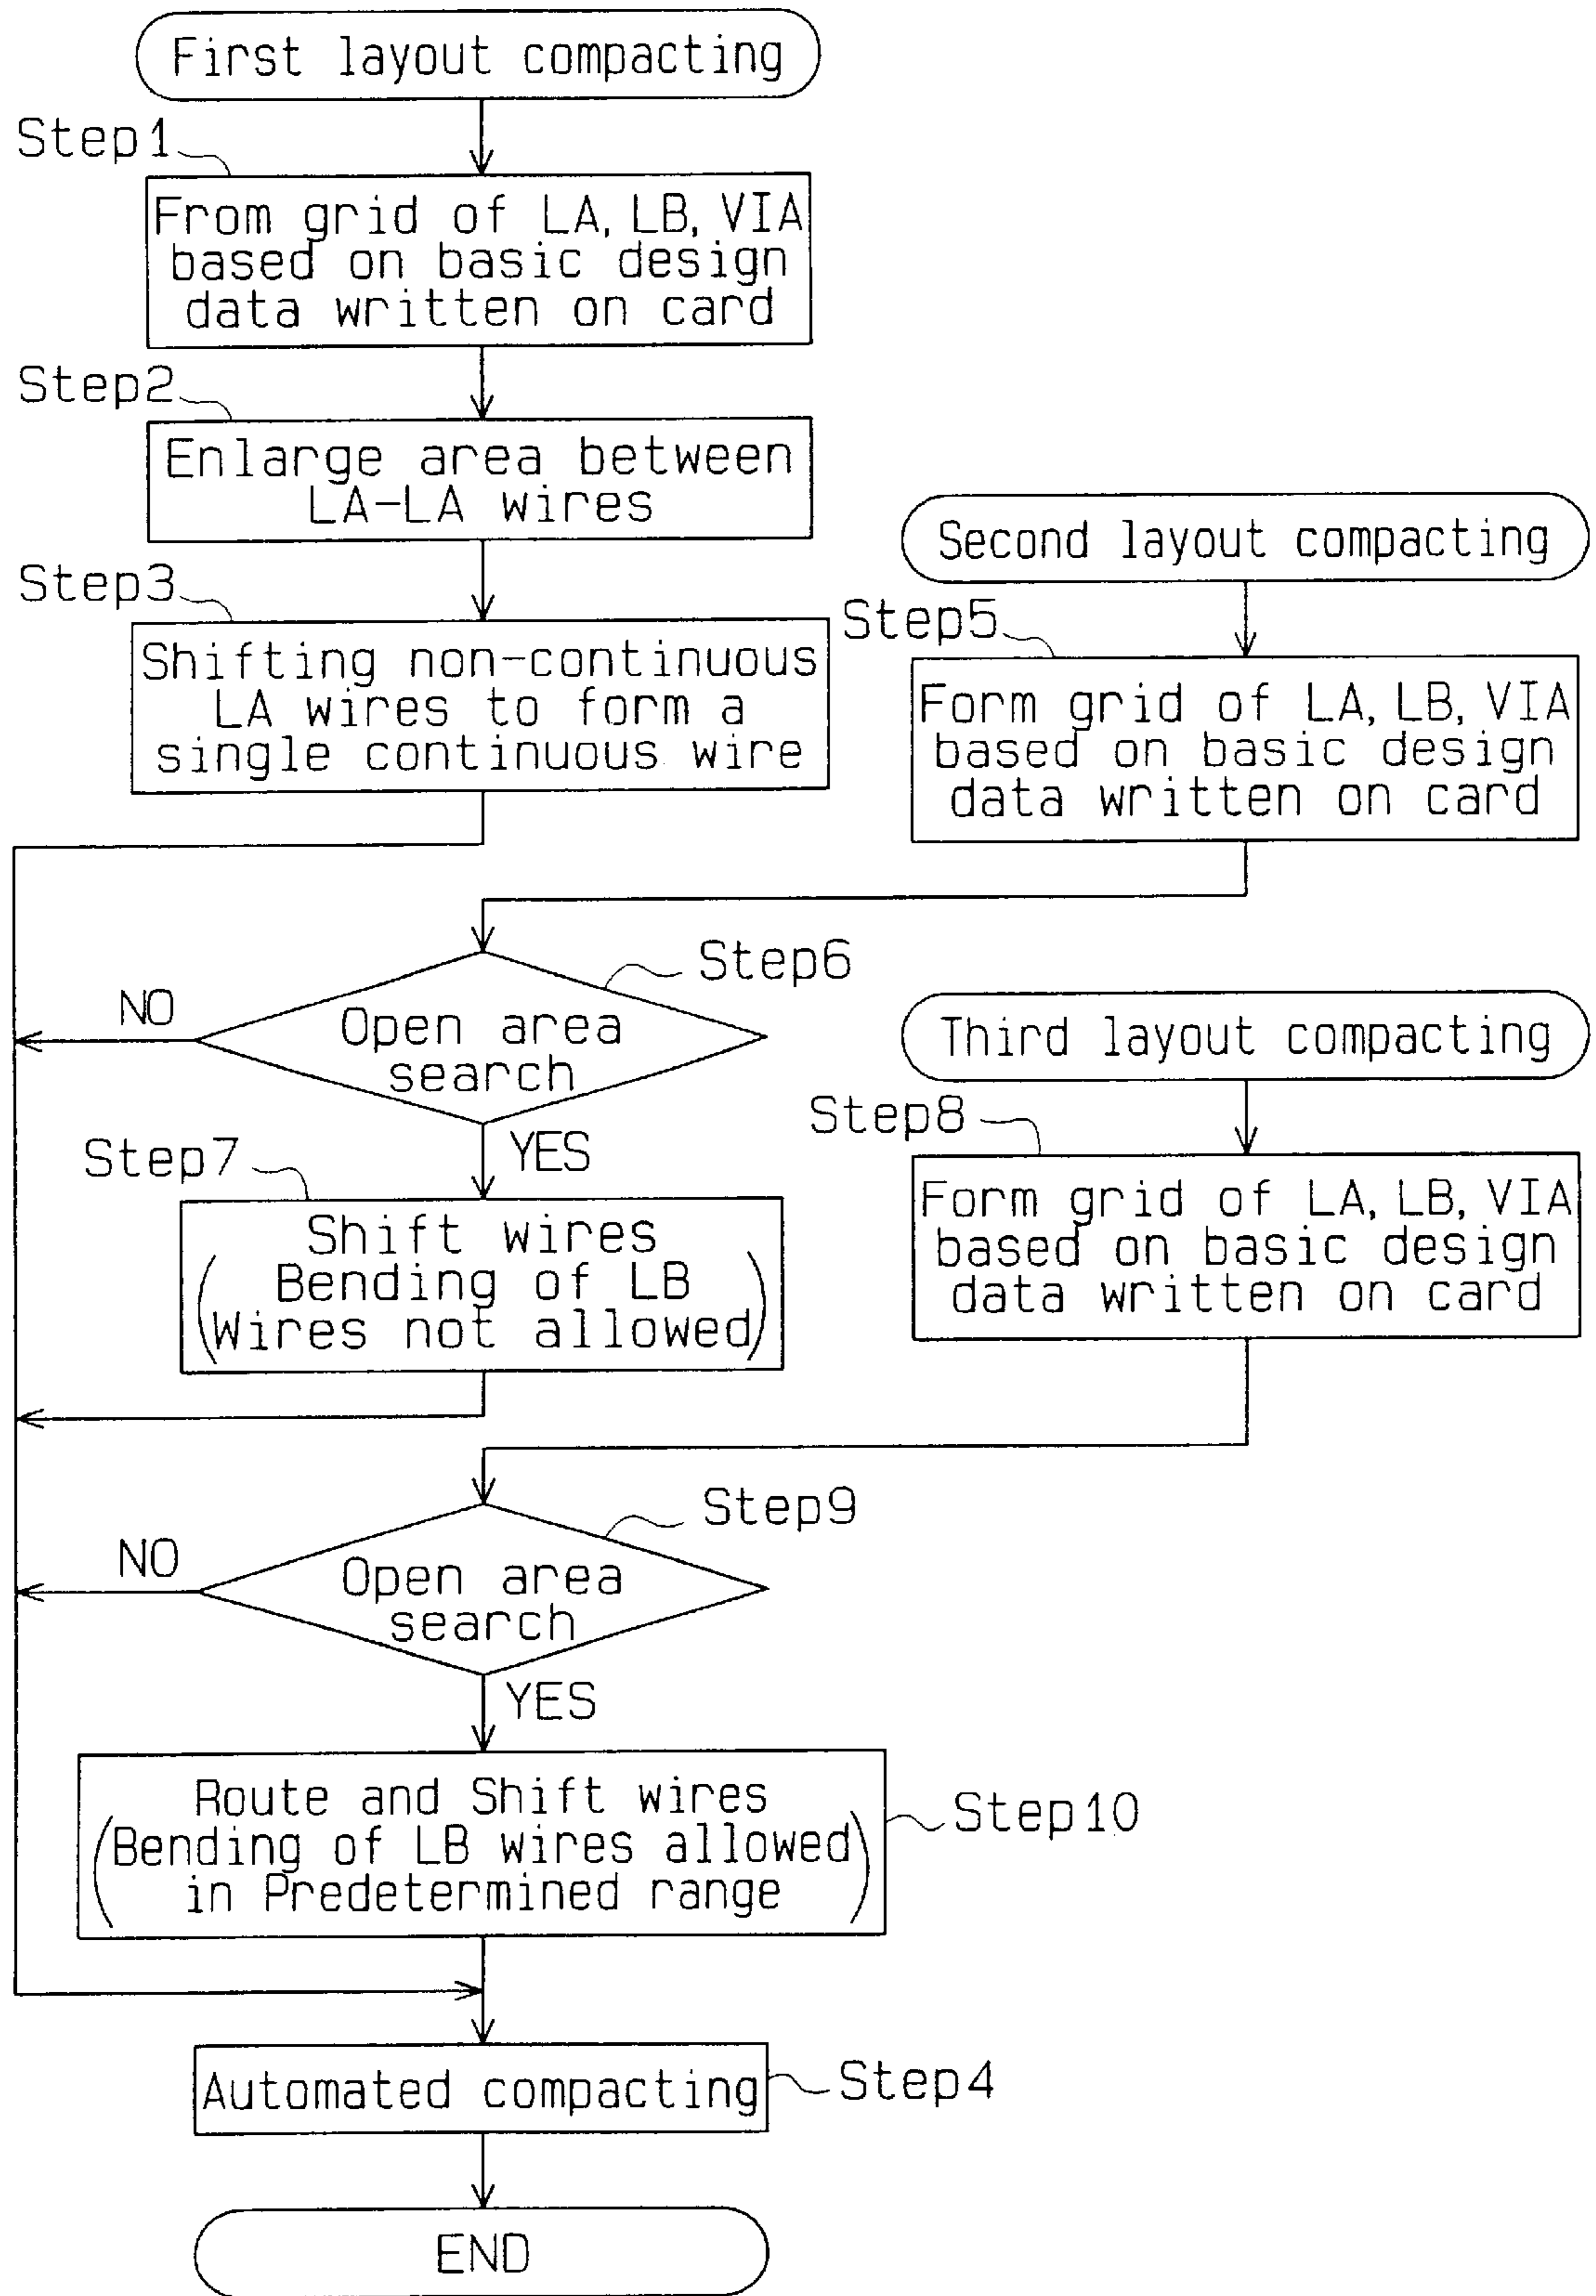 First layout compacting
Step1
From grid of LA, LB, VIA
based on basic design
data written on card
Step2
Enlarge area between
LA-LA wires
Step3
Shifting non-continuous
LA wires to form a
single continuous wire
Second layout compacting
Step5
Form grid of LA, LB, VIA
based on basic design
data written on card
Step6
NO
Open area
search
YES
Step7
Shift wires
(Bending of LB
Wires not allowed)
Third layout compacting
Step8
Form grid of LA, LB, VIA
based on basic design
data written on card
Step9
NO
Open area
search
YES
Route and Shift wires
(Bending of LB wires allowed
in Predetermined range)
Step10
Automated compacting
Step4
END